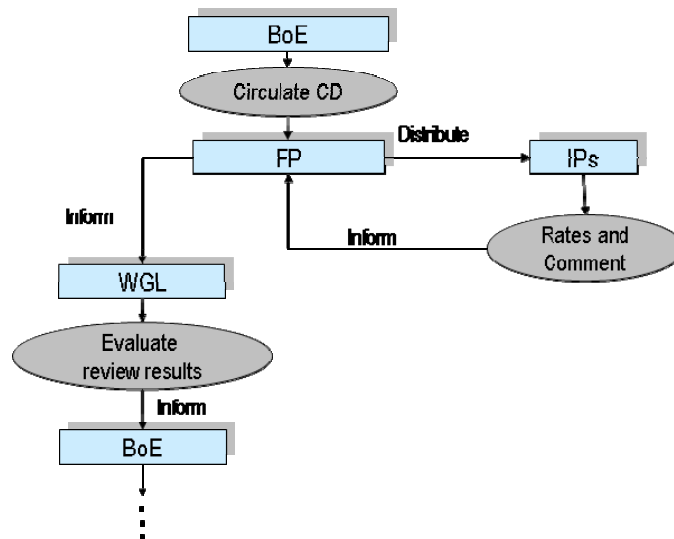 BoE
Circulate CD
Distribute
FP
IPs
Inform
Inform
Rates and
Comment
WGL
Evaluate
review results
Inform
BoE